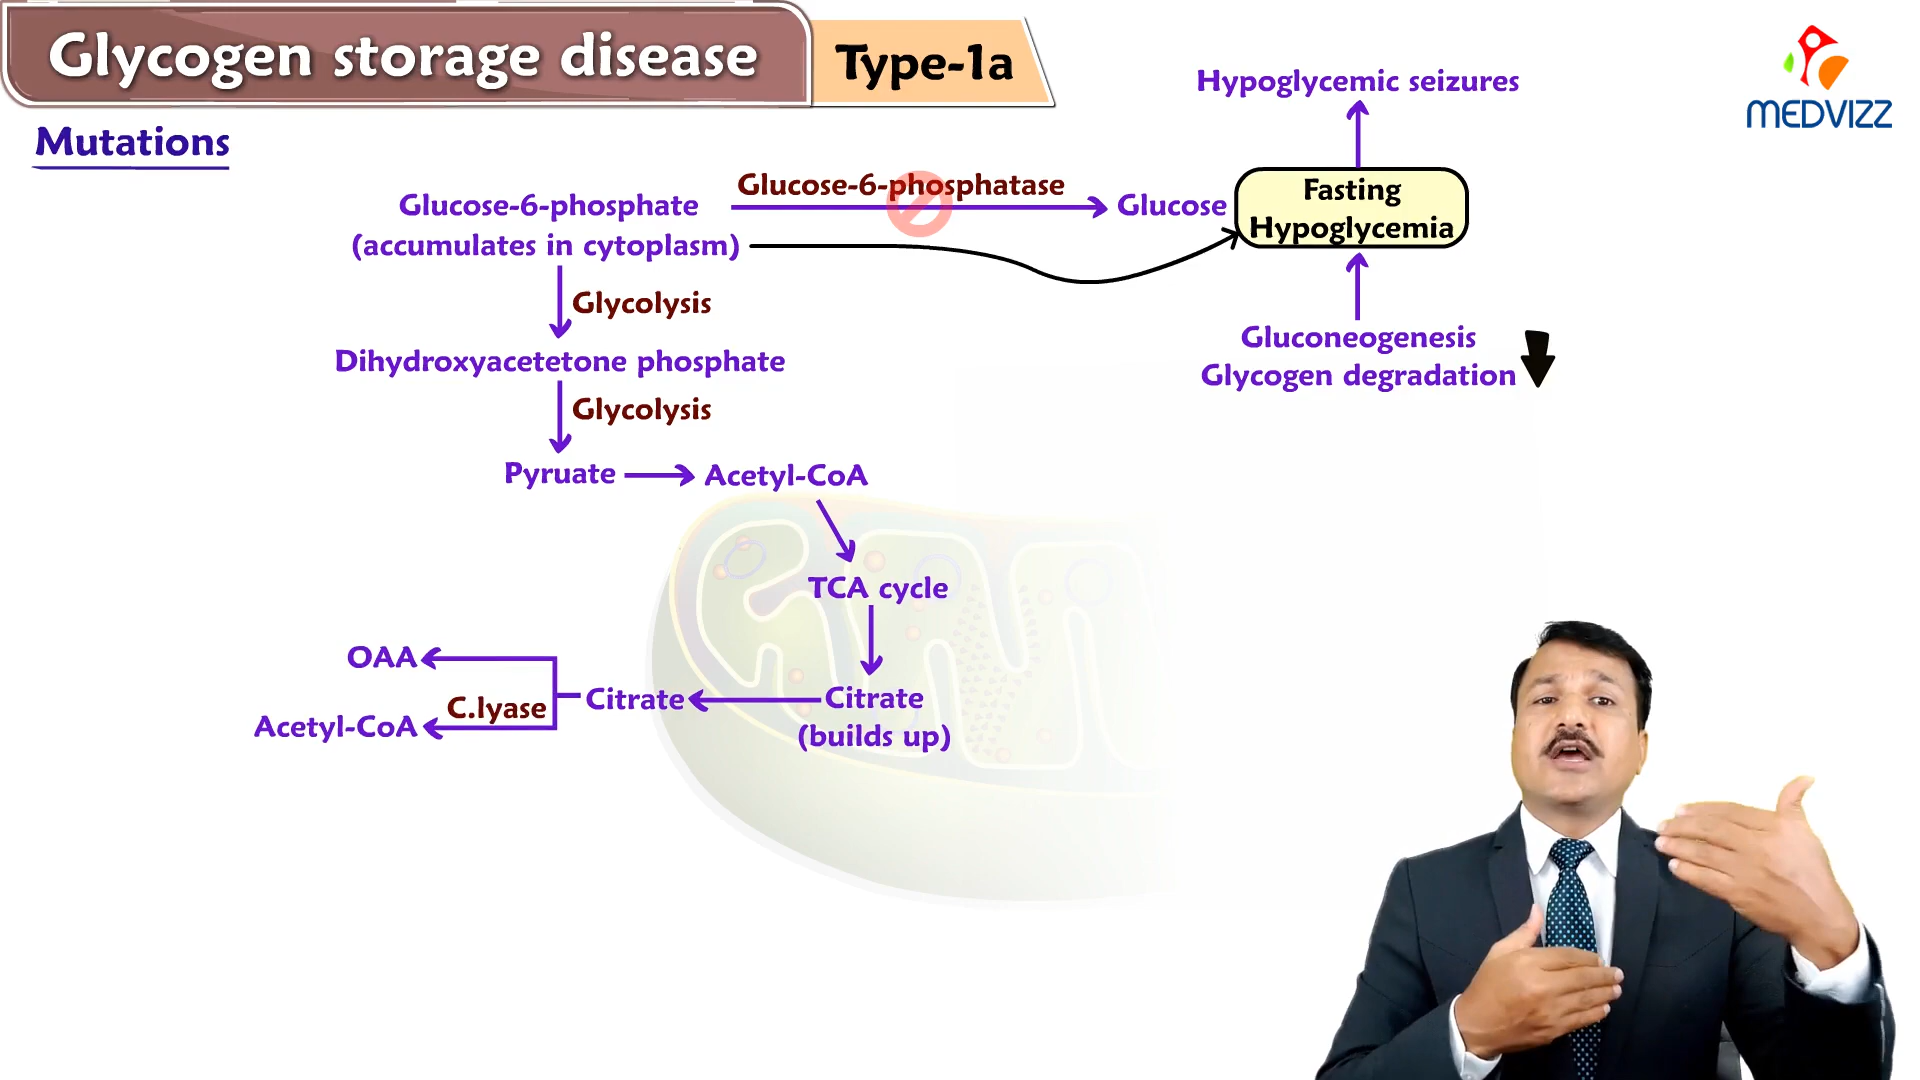 Glycogen storage disease
Type-1a
MEDVIZZ
Mutations
Hypoglycemic seizures
Glucose-6-phosphate
(accumulates in cytoplasm)
Glucose-6-phosphatase
Glucose
Fasting
Hypoglycemia
Glycolysis
Gluconeogenesis
Glycogen degradation
Dihydroxyacetetone phosphate
Glycolysis
Pyruate
Acetyl-CoA
TCA cycle
Citrate
(builds up)
Citrate
C.lyase
OAA
Acetyl-CoA